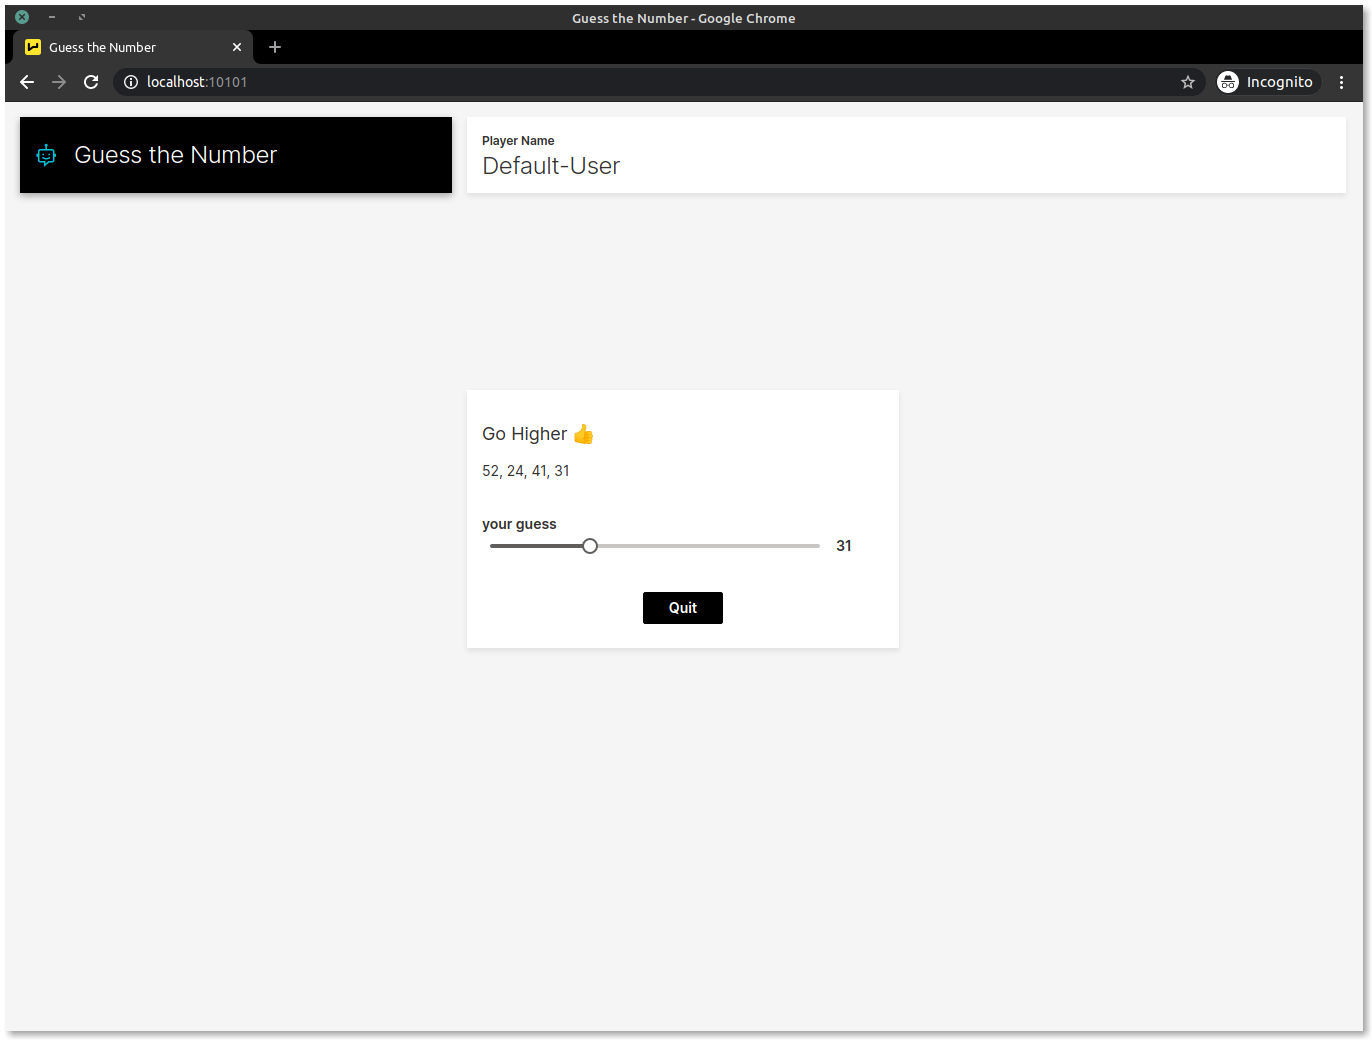 Guess the Number - Google Chrome
Guess the Number
localhost:10101
Incognito
Guess the Number
Player Name
Default-User
Go Higher 👍
52, 24, 41, 31
your guess
31
Quit